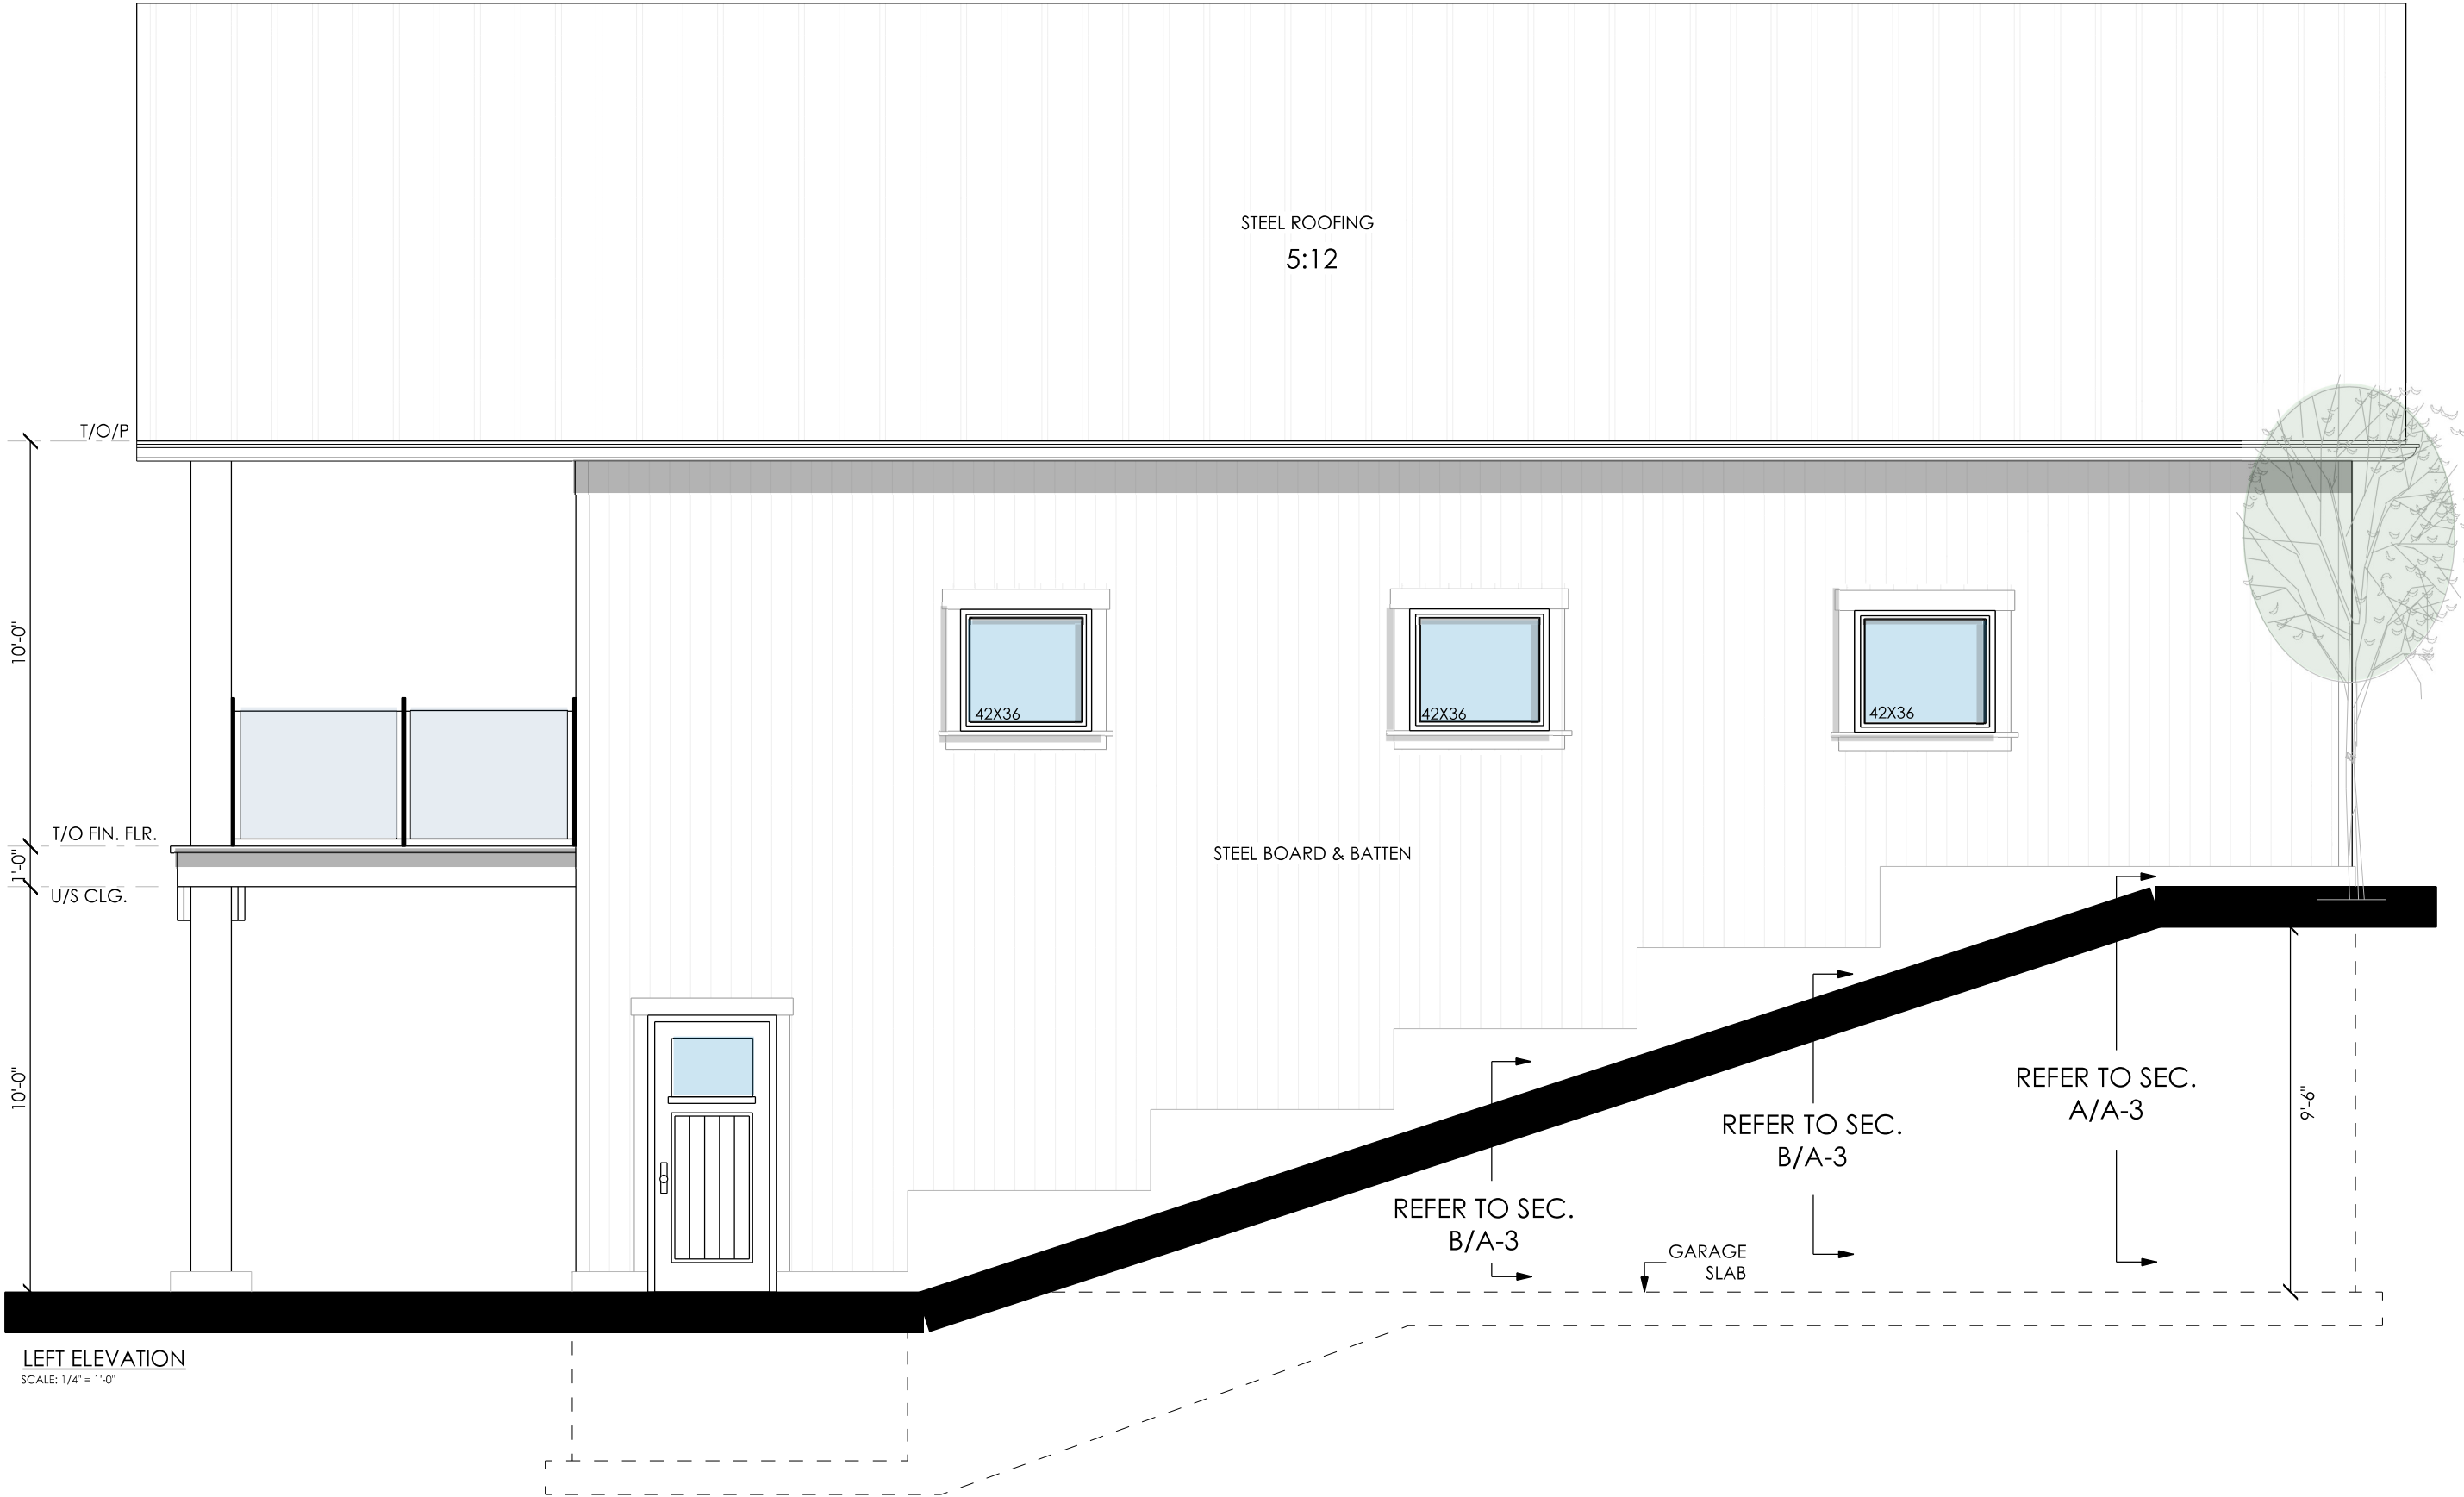 STEEL ROOFING
5:12
T/O/P
10'-0"
42X36
42X36
42X36
T/O FIN. FLR.
1'-0"
U/S CLG.
STEEL BOARD & BATTEN
10'-0"
REFER TO SEC.
A/A-3
9'-6"
REFER TO SEC.
B/A-3
REFER TO SEC.
B/A-3
GARAGE
SLAB
LEFT ELEVATION
SCALE: 1/4" = 1'-0"